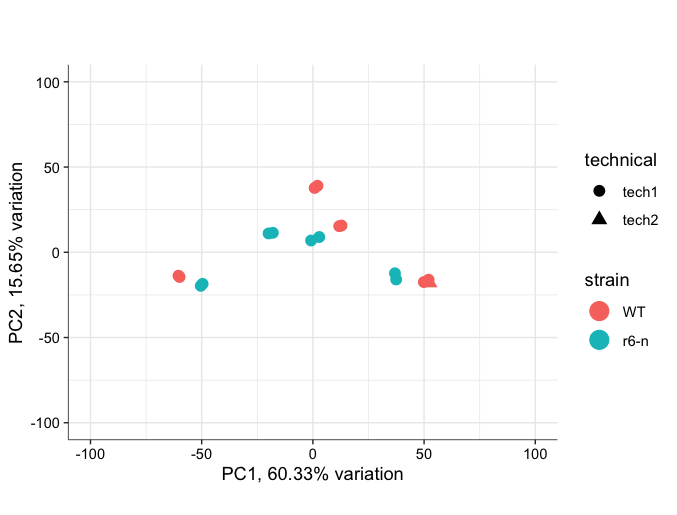 100
50
0
-50
-100
PC2, 15.65% variation
-100 -50 0 50 100
PC1, 60.33% variation
technical
tech1
tech2
strain
WT
r6-n